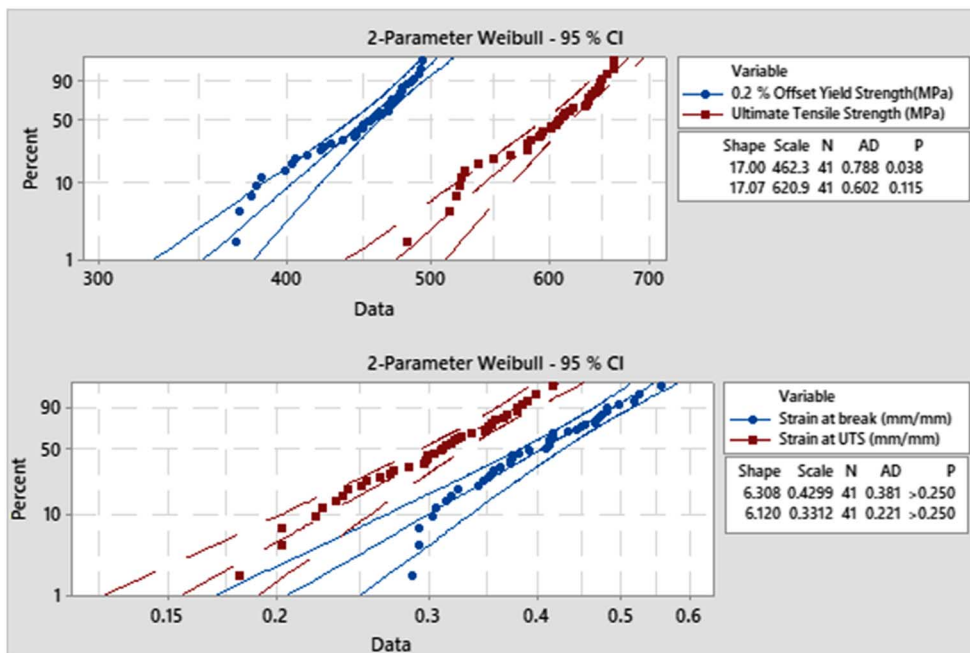 2-Parameter Weibull - 95 % CI
90
50
10
1
Percent
300
400
500
600
700
Data
Variable
0.2 % Offset Yield Strength(MPa)
Ultimate Tensile Strength (MPa)
Shape Scale N AD P
17.00 462.3 41 0.788 0.038
17.07 620.9 41 0.602 0.115
2-Parameter Weibull - 95 % CI
90
50
10
1
Percent
0.15
0.2
0.3
0.4
0.5
0.6
Data
Variable
Strain at break (mm/mm)
Strain at UTS (mm/mm)
Shape Scale N AD P
6.308 0.4299 41 0.381 >0.250
6.120 0.3312 41 0.221 >0.250